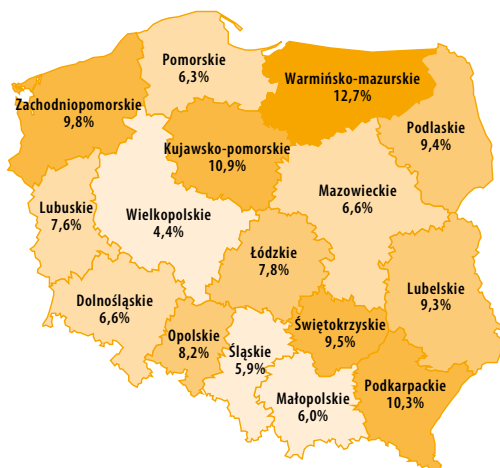 Pomorskie
6,3%
Warmińsko-mazurskie
12,7%
Zachodniopomorskie
9,8%
Podlaskie
9,4%
Kujawsko-pomorskie
10,9%
Mazowieckie
6,6%
Lubuskie
7,6%
Wielkopolskie
4,4%
Łódzkie
7,8%
Lubelskie
9,3%
Dolnośląskie
6,6%
Opolskie
8,2%
Śląskie
5,9%
Świętokrzyskie
9,5%
Małopolskie
6,0%
Podkarpackie
10,3%